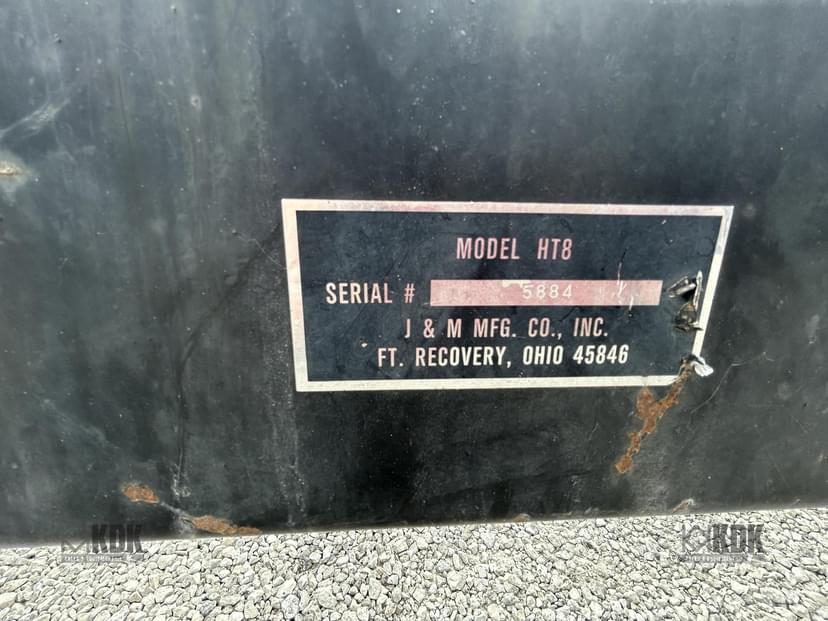 MODEL HT8
SERIAL # 5884
J & M MFG. CO., INC.
FT. RECOVERY, OHIO 45846
KDK KDK